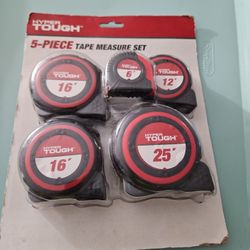 HYPER
TOUGH
5-PIECE TAPE MEASURE SET
HYPER TOUGH
16'
6'
12'
HYPER
TOUGH
16'
HYPER
TOUGH
25'